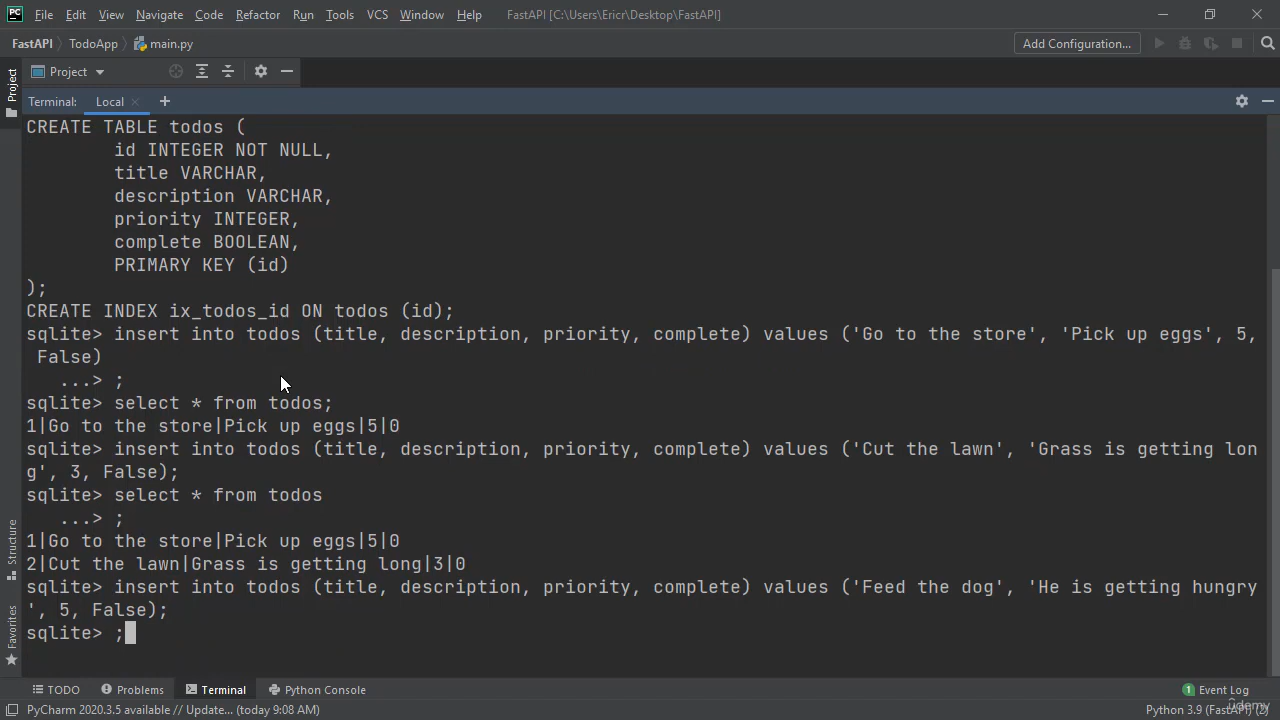 PC File Edit View Navigate Code Refactor Run Tools VCS Window Help FastAPI [C:\Users\Ericr\Desktop\FastAPI]
FastAPI TodoApp main.py Add Configuration...
Project
Project
Terminal: Local
CREATE TABLE todos (
id INTEGER NOT NULL,
title VARCHAR,
description VARCHAR,
priority INTEGER,
complete BOOLEAN,
PRIMARY KEY (id)
);
CREATE INDEX ix_todos_id ON todos (id);
sqlite> insert into todos (title, description, priority, complete) values ('Go to the store', 'Pick up eggs', 5,
False)
...> ;
sqlite> select * from todos;
1|Go to the store|Pick up eggs|5|0
sqlite> insert into todos (title, description, priority, complete) values ('Cut the lawn', 'Grass is getting lon
g', 3, False);
sqlite> select * from todos
...> ;
1|Go to the store|Pick up eggs|5|0
2|Cut the lawn|Grass is getting long|3|0
sqlite> insert into todos (title, description, priority, complete) values ('Feed the dog', 'He is getting hungry
', 5, False);
sqlite> ;
Structure
Favorites
TODO Problems Terminal Python Console 1 Event Log
PyCharm 2020.3.5 available // Update... (today 9:08 AM) Python 3.9 (FastAPI) (2)
ûdemy